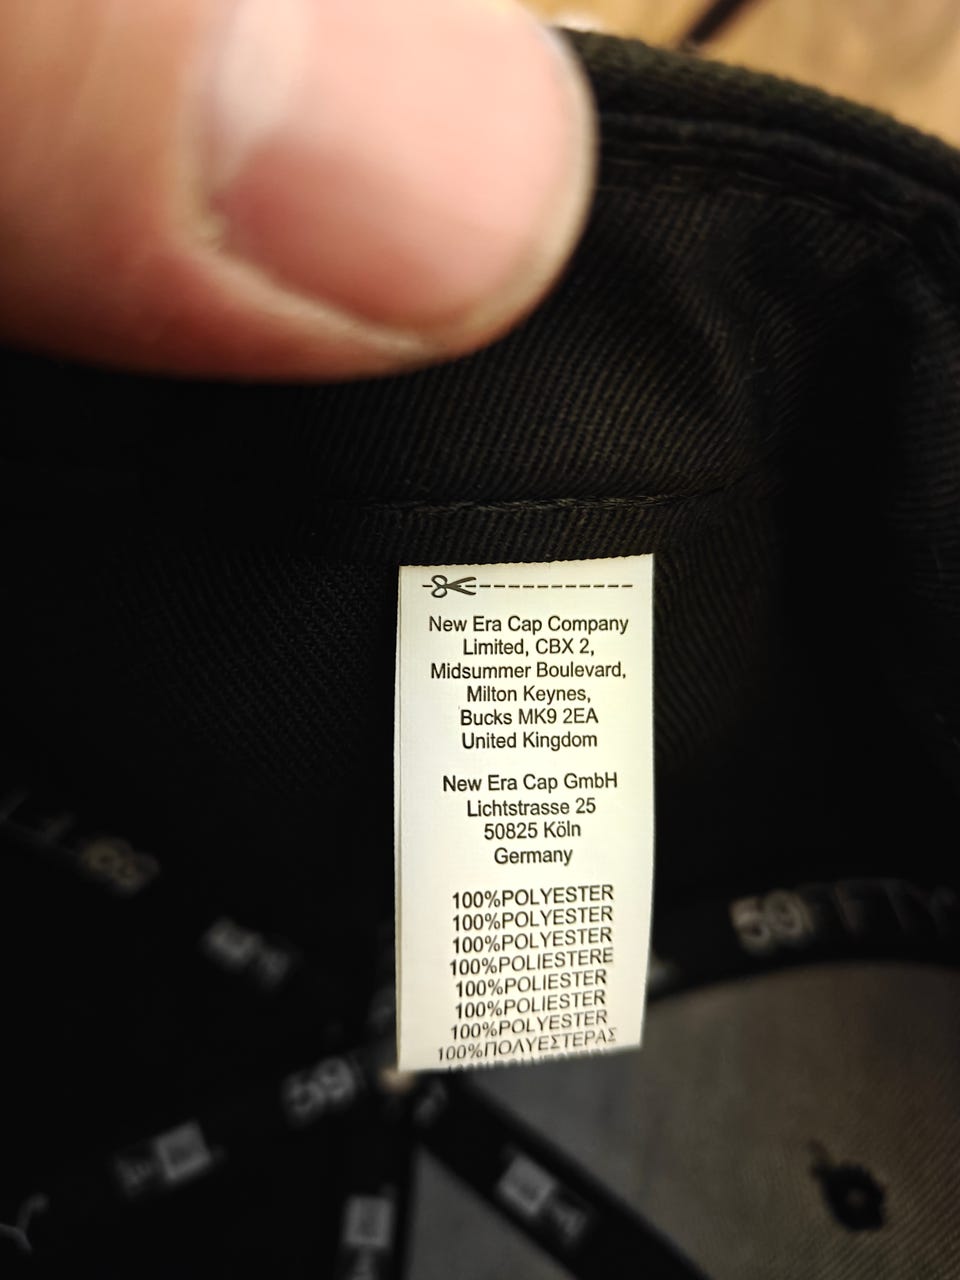 New Era Cap Company
Limited, CBX 2,
Midsummer Boulevard,
Milton Keynes,
Bucks MK9 2EA
United Kingdom
New Era Cap GmbH
Lichtstrasse 25
50825 Köln
Germany
100%POLYESTER
100%POLYESTER
100%POLYESTER
100%POLIESTERE
100%POLIESTER
100%POLIESTER
100%POLYESTER
100%ΠΟΛΥΕΣΤΕΡΑΣ
59FIFTY
59